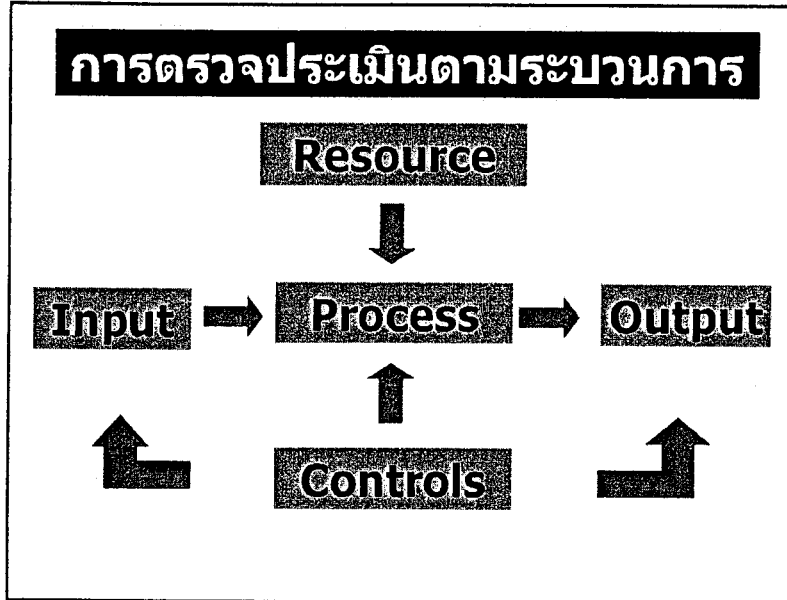 การตรวจประเมินตามระบวนการ
Resource
Input Process Output
Controls